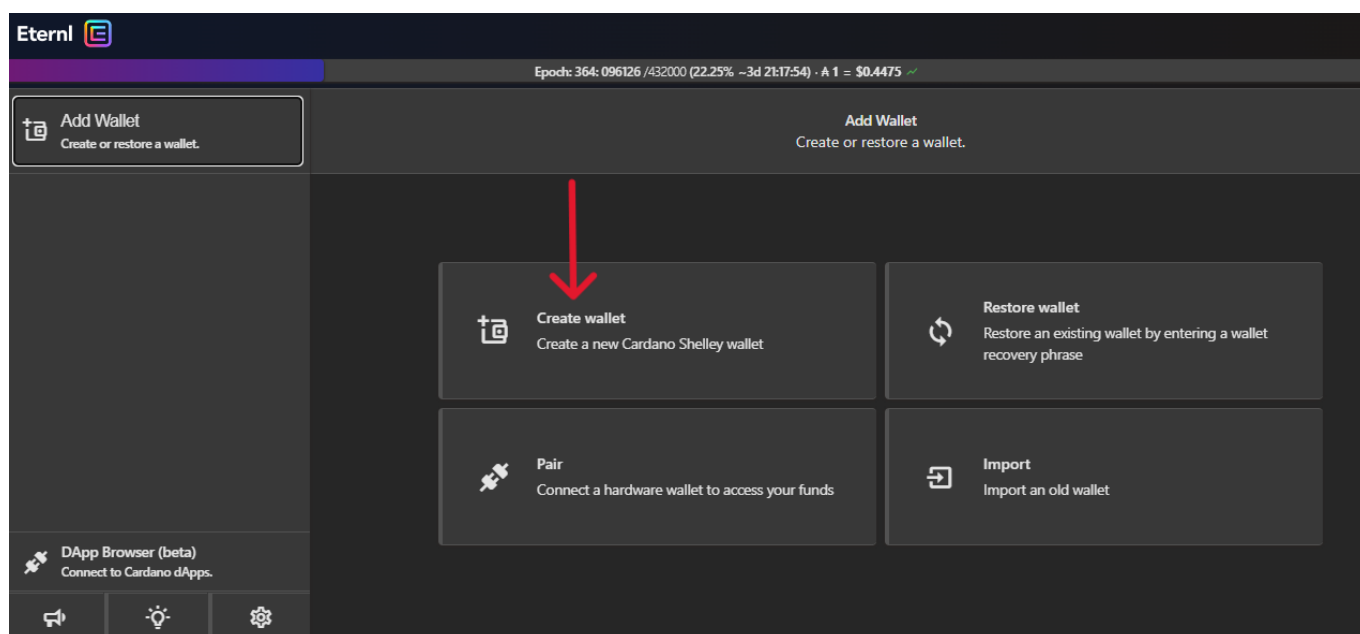 Eternl
Epoch: 364: 096126 /432000 (22.25% ~3d 21:17:54) · ₳ 1 = $0.4475
Add Wallet
Create or restore a wallet.
Add Wallet
Create or restore a wallet.
Create wallet
Create a new Cardano Shelley wallet
Restore wallet
Restore an existing wallet by entering a wallet
recovery phrase
Pair
Connect a hardware wallet to access your funds
Import
Import an old wallet
DApp Browser (beta)
Connect to Cardano dApps.